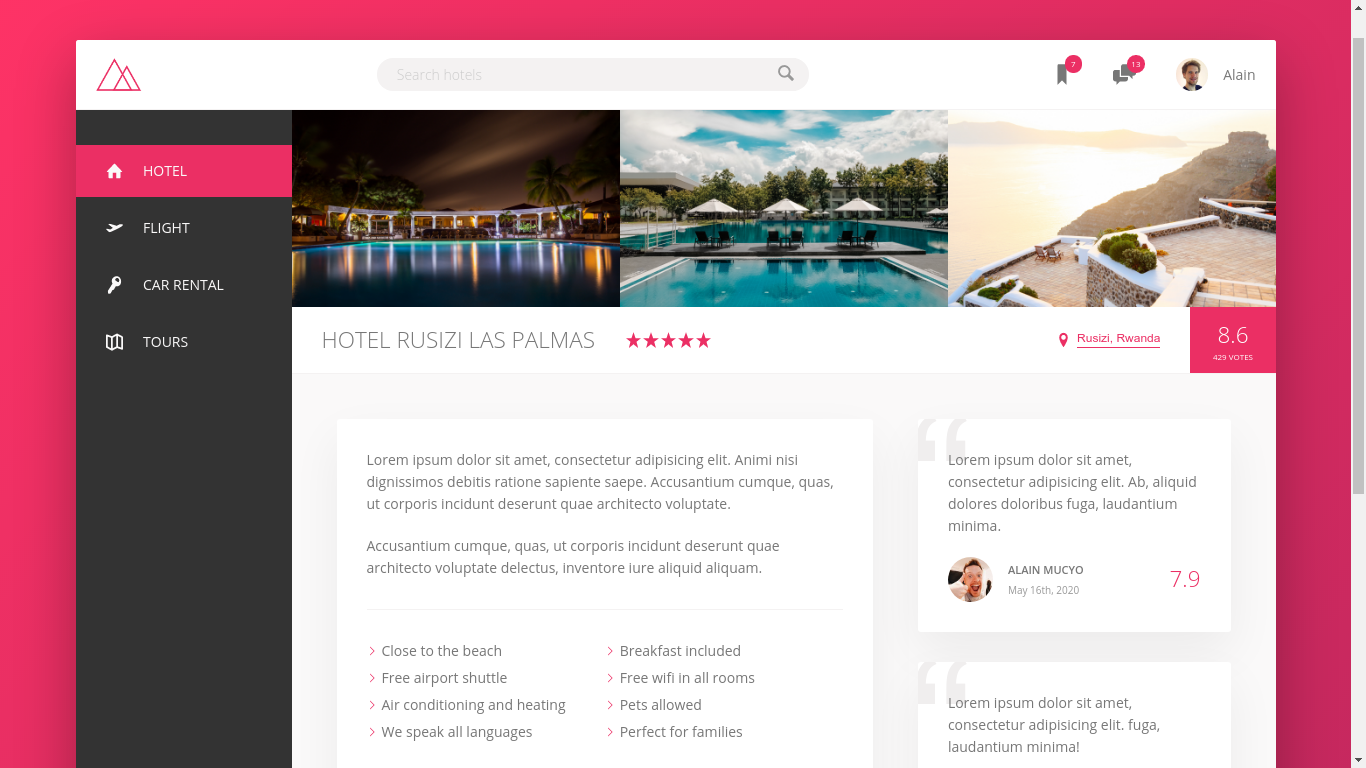 Search hotels
7
13
Alain
HOTEL
FLIGHT
CAR RENTAL
TOURS
HOTEL RUSIZI LAS PALMAS
Rusizi, Rwanda
8.6
429 VOTES
Lorem ipsum dolor sit amet, consectetur adipisicing elit. Animi nisi
dignissimos debitis ratione sapiente saepe. Accusantium cumque, quas,
ut corporis incidunt deserunt quae architecto voluptate.
Accusantium cumque, quas, ut corporis incidunt deserunt quae
architecto voluptate delectus, inventore iure aliquid aliquam.
Close to the beach
Free airport shuttle
Air conditioning and heating
We speak all languages
Breakfast included
Free wifi in all rooms
Pets allowed
Perfect for families
“
Lorem ipsum dolor sit amet,
consectetur adipisicing elit. Ab, aliquid
dolores doloribus fuga, laudantium
minima.
ALAIN MUCYO
May 16th, 2020
7.9
“
Lorem ipsum dolor sit amet,
consectetur adipisicing elit. fuga,
laudantium minima!